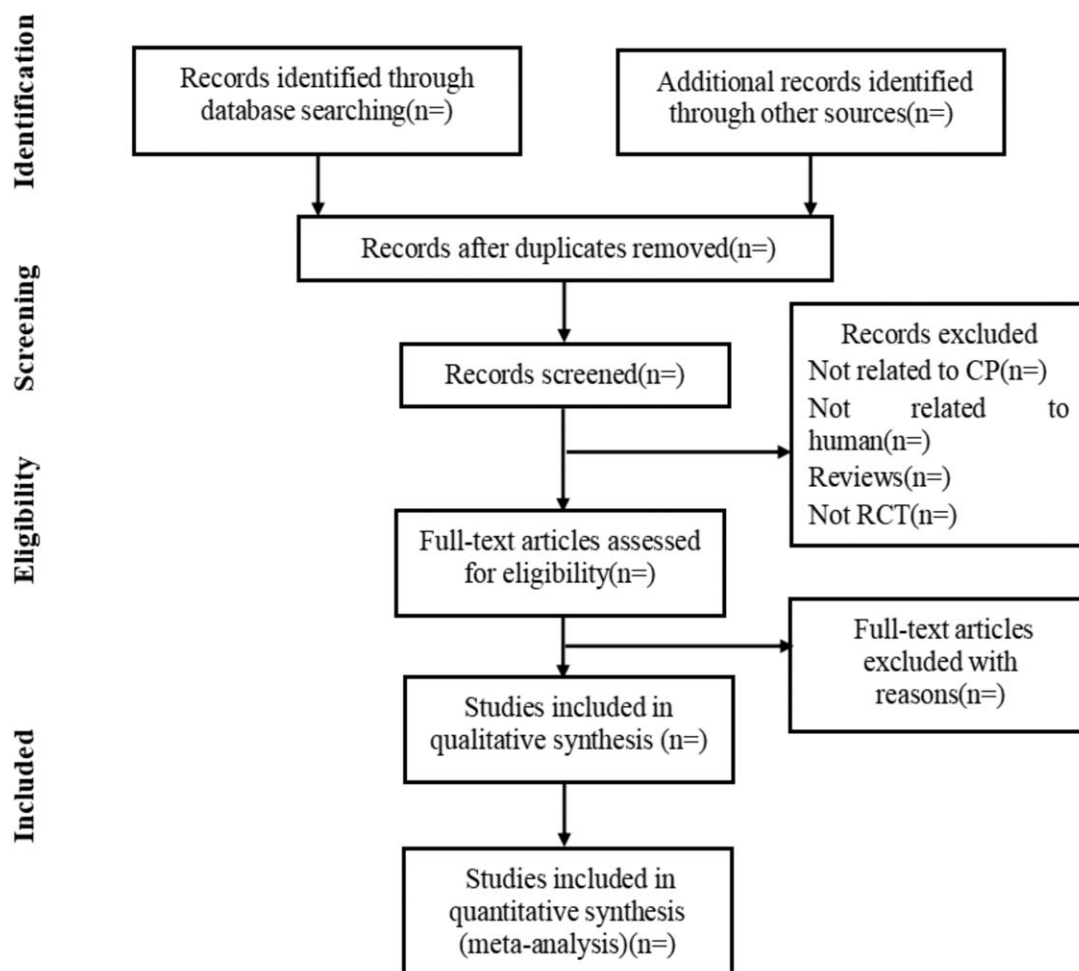 Identification
Records identified through
database searching(n=)
Additional records identified
through other sources(n=)
Records after duplicates removed(n=)
Screening
Records screened(n=)
Records excluded
Not related to CP(n=)
Not related to
human(n=)
Reviews(n=)
Not RCT(n=)
Eligibility
Full-text articles assessed
for eligibility(n=)
Full-text articles
excluded with
reasons(n=)
Included
Studies included in
qualitative synthesis (n=)
Studies included in
quantitative synthesis
(meta-analysis)(n=)